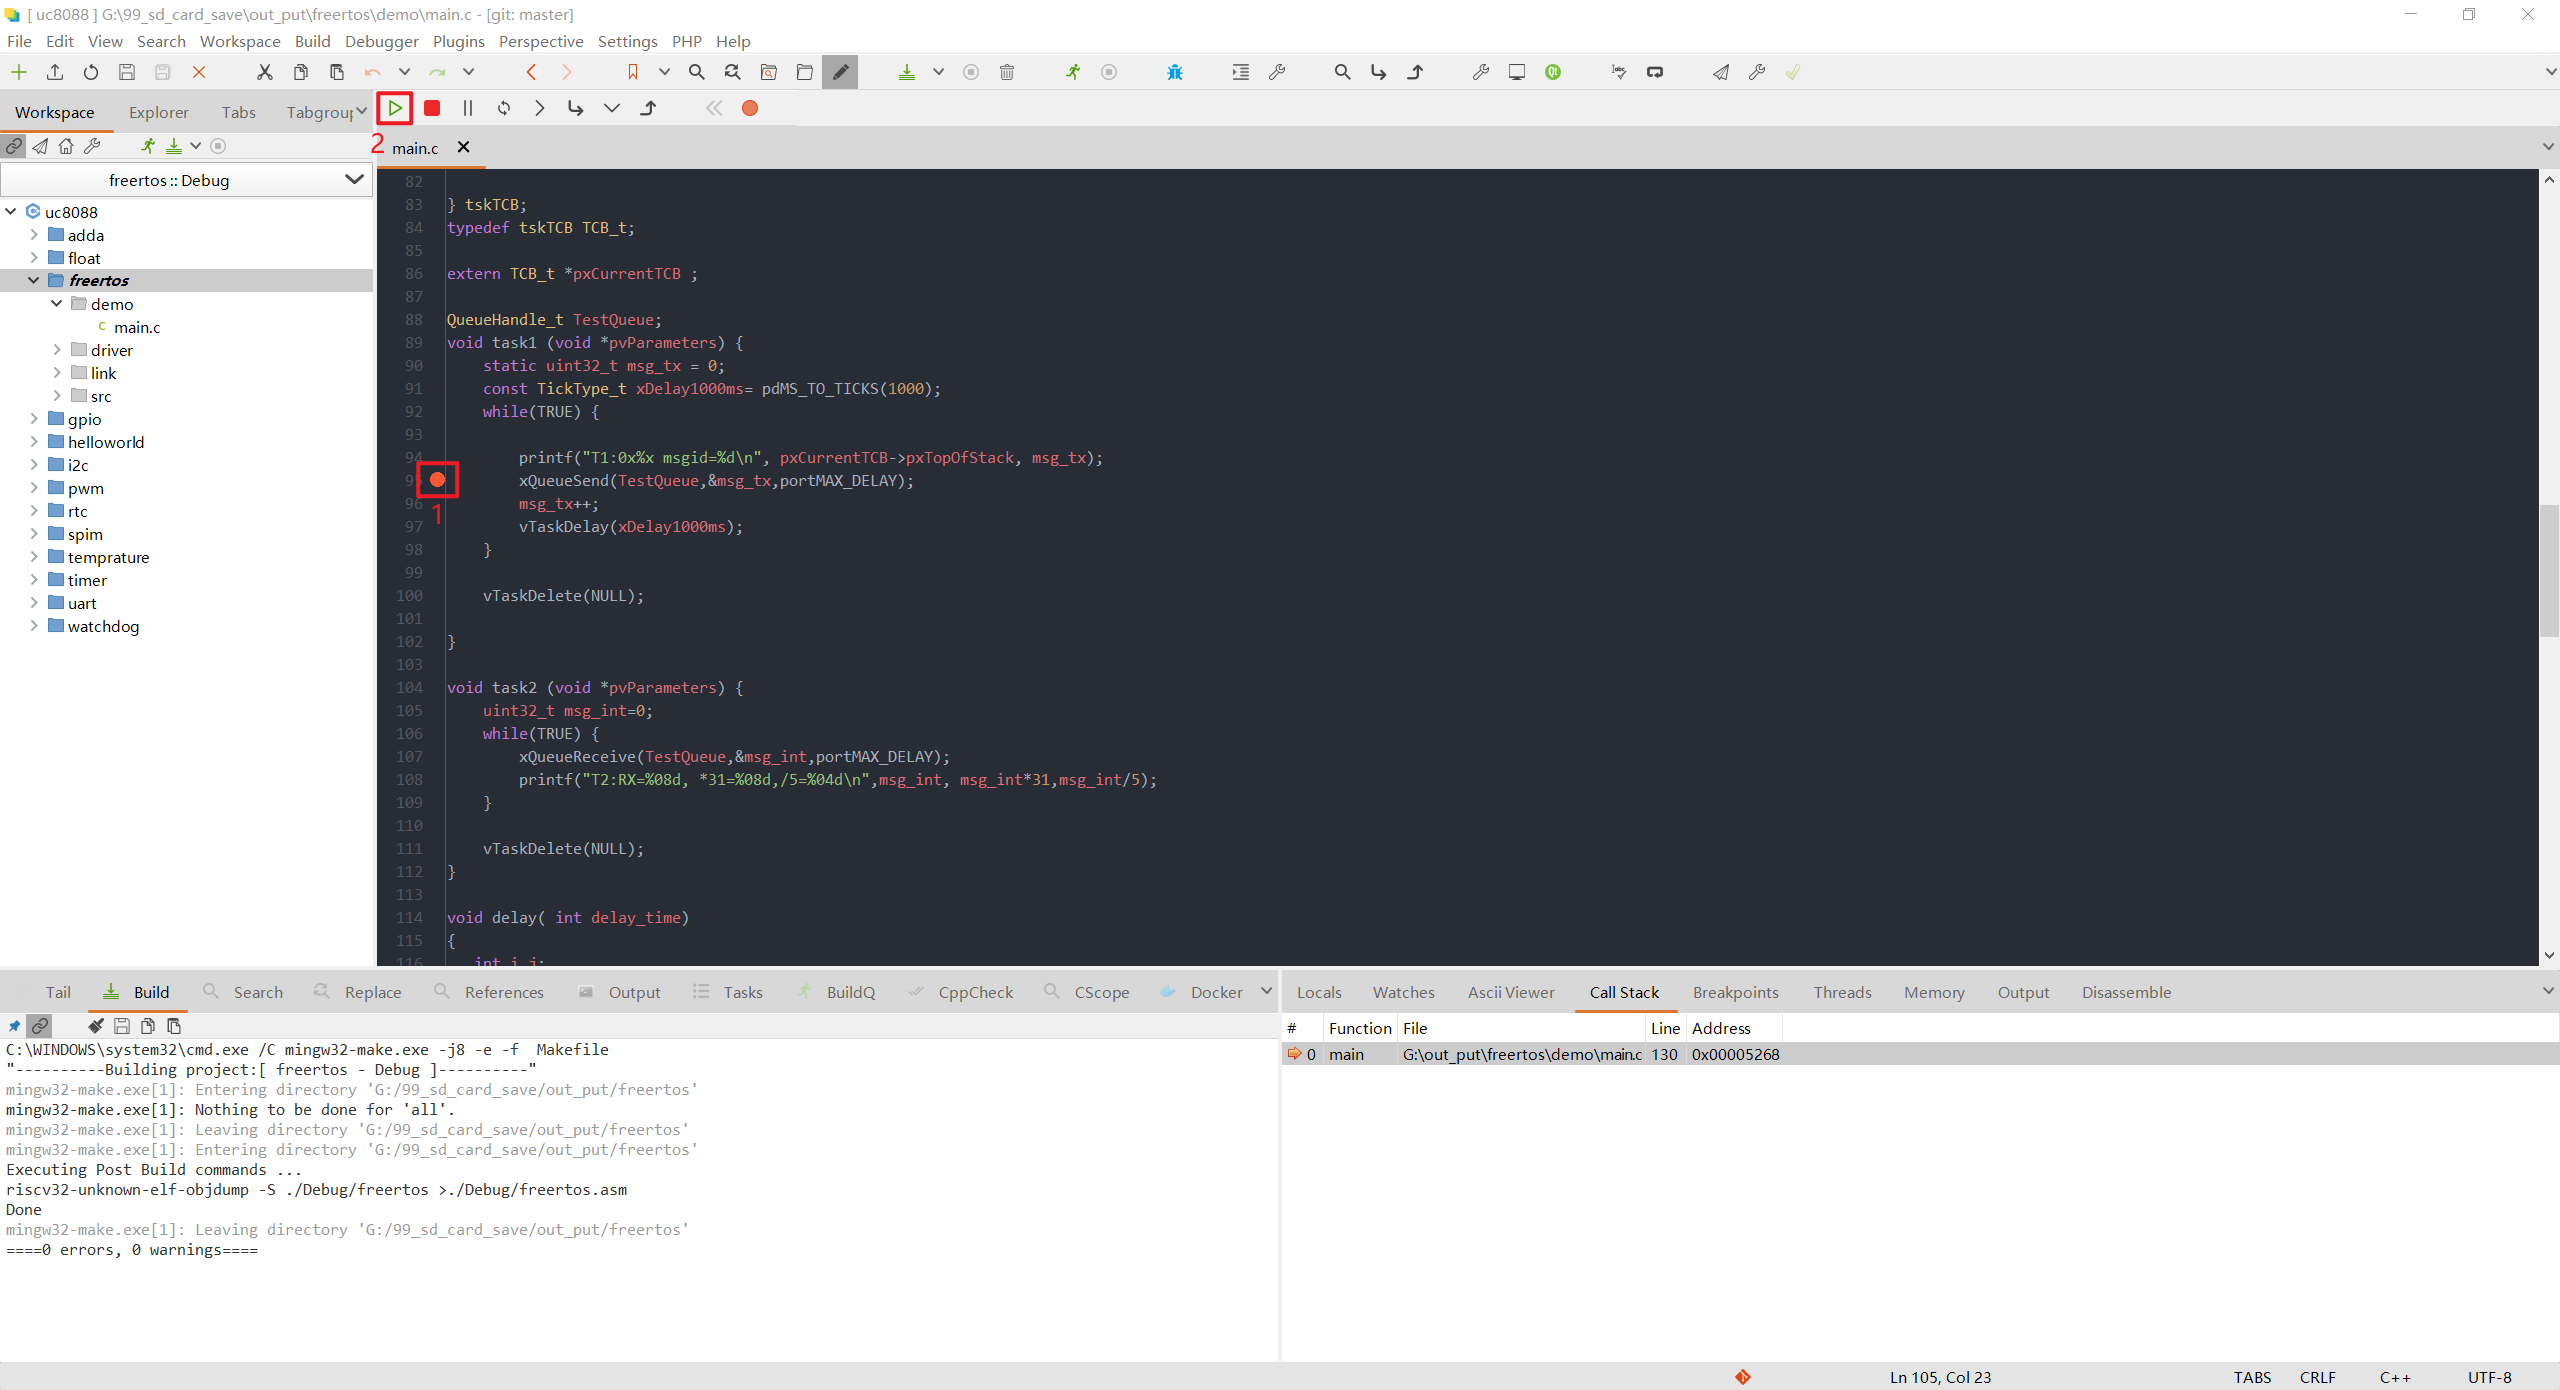 [ uc8088 ] G:\99_sd_card_save\out_put\freertos\demo\main.c - [git: master]
File Edit View Search Workspace Build Debugger Plugins Perspective Settings PHP Help
Workspace Explorer Tabs Tabgroup
2
main.c
freertos :: Debug
uc8088
adda
float
freertos
demo
main.c
driver
link
src
gpio
helloworld
i2c
pwm
rtc
spim
temprature
timer
uart
watchdog
82
83 } tskTCB;
84 typedef tskTCB TCB_t;
85
86 extern TCB_t *pxCurrentTCB ;
87
88 QueueHandle_t TestQueue;
89 void task1 (void *pvParameters) {
90 static uint32_t msg_tx = 0;
91 const TickType_t xDelay1000ms= pdMS_TO_TICKS(1000);
92 while(TRUE) {
93
94 printf("T1:0x%x msgid=%d\n", pxCurrentTCB->pxTopOfStack, msg_tx);
95 xQueueSend(TestQueue,&msg_tx,portMAX_DELAY);
96 msg_tx++;
1
97 vTaskDelay(xDelay1000ms);
98 }
99
100 vTaskDelete(NULL);
101
102 }
103
104 void task2 (void *pvParameters) {
105 uint32_t msg_int=0;
106 while(TRUE) {
107 xQueueReceive(TestQueue,&msg_int,portMAX_DELAY);
108 printf("T2:RX=%08d, *31=%08d,/5=%04d\n",msg_int, msg_int*31,msg_int/5);
109 }
110
111 vTaskDelete(NULL);
112 }
113
114 void delay( int delay_time)
115 {
116 int i,j;
Tail Build Search Replace References Output Tasks BuildQ CppCheck CScope Docker
C:\WINDOWS\system32\cmd.exe /C mingw32-make.exe -j8 -e -f  Makefile
"----------Building project:[ freertos - Debug ]----------"
mingw32-make.exe[1]: Entering directory 'G:/99_sd_card_save/out_put/freertos'
mingw32-make.exe[1]: Nothing to be done for 'all'.
mingw32-make.exe[1]: Leaving directory 'G:/99_sd_card_save/out_put/freertos'
mingw32-make.exe[1]: Entering directory 'G:/99_sd_card_save/out_put/freertos'
Executing Post Build commands ...
riscv32-unknown-elf-objdump -S ./Debug/freertos >./Debug/freertos.asm
Done
mingw32-make.exe[1]: Leaving directory 'G:/99_sd_card_save/out_put/freertos'
====0 errors, 0 warnings====
Locals Watches Ascii Viewer Call Stack Breakpoints Threads Memory Output Disassemble
# Function File Line Address
0 main G:\out_put\freertos\demo\main.c 130 0x00005268
Ln 105, Col 23 TABS CRLF C++ UTF-8